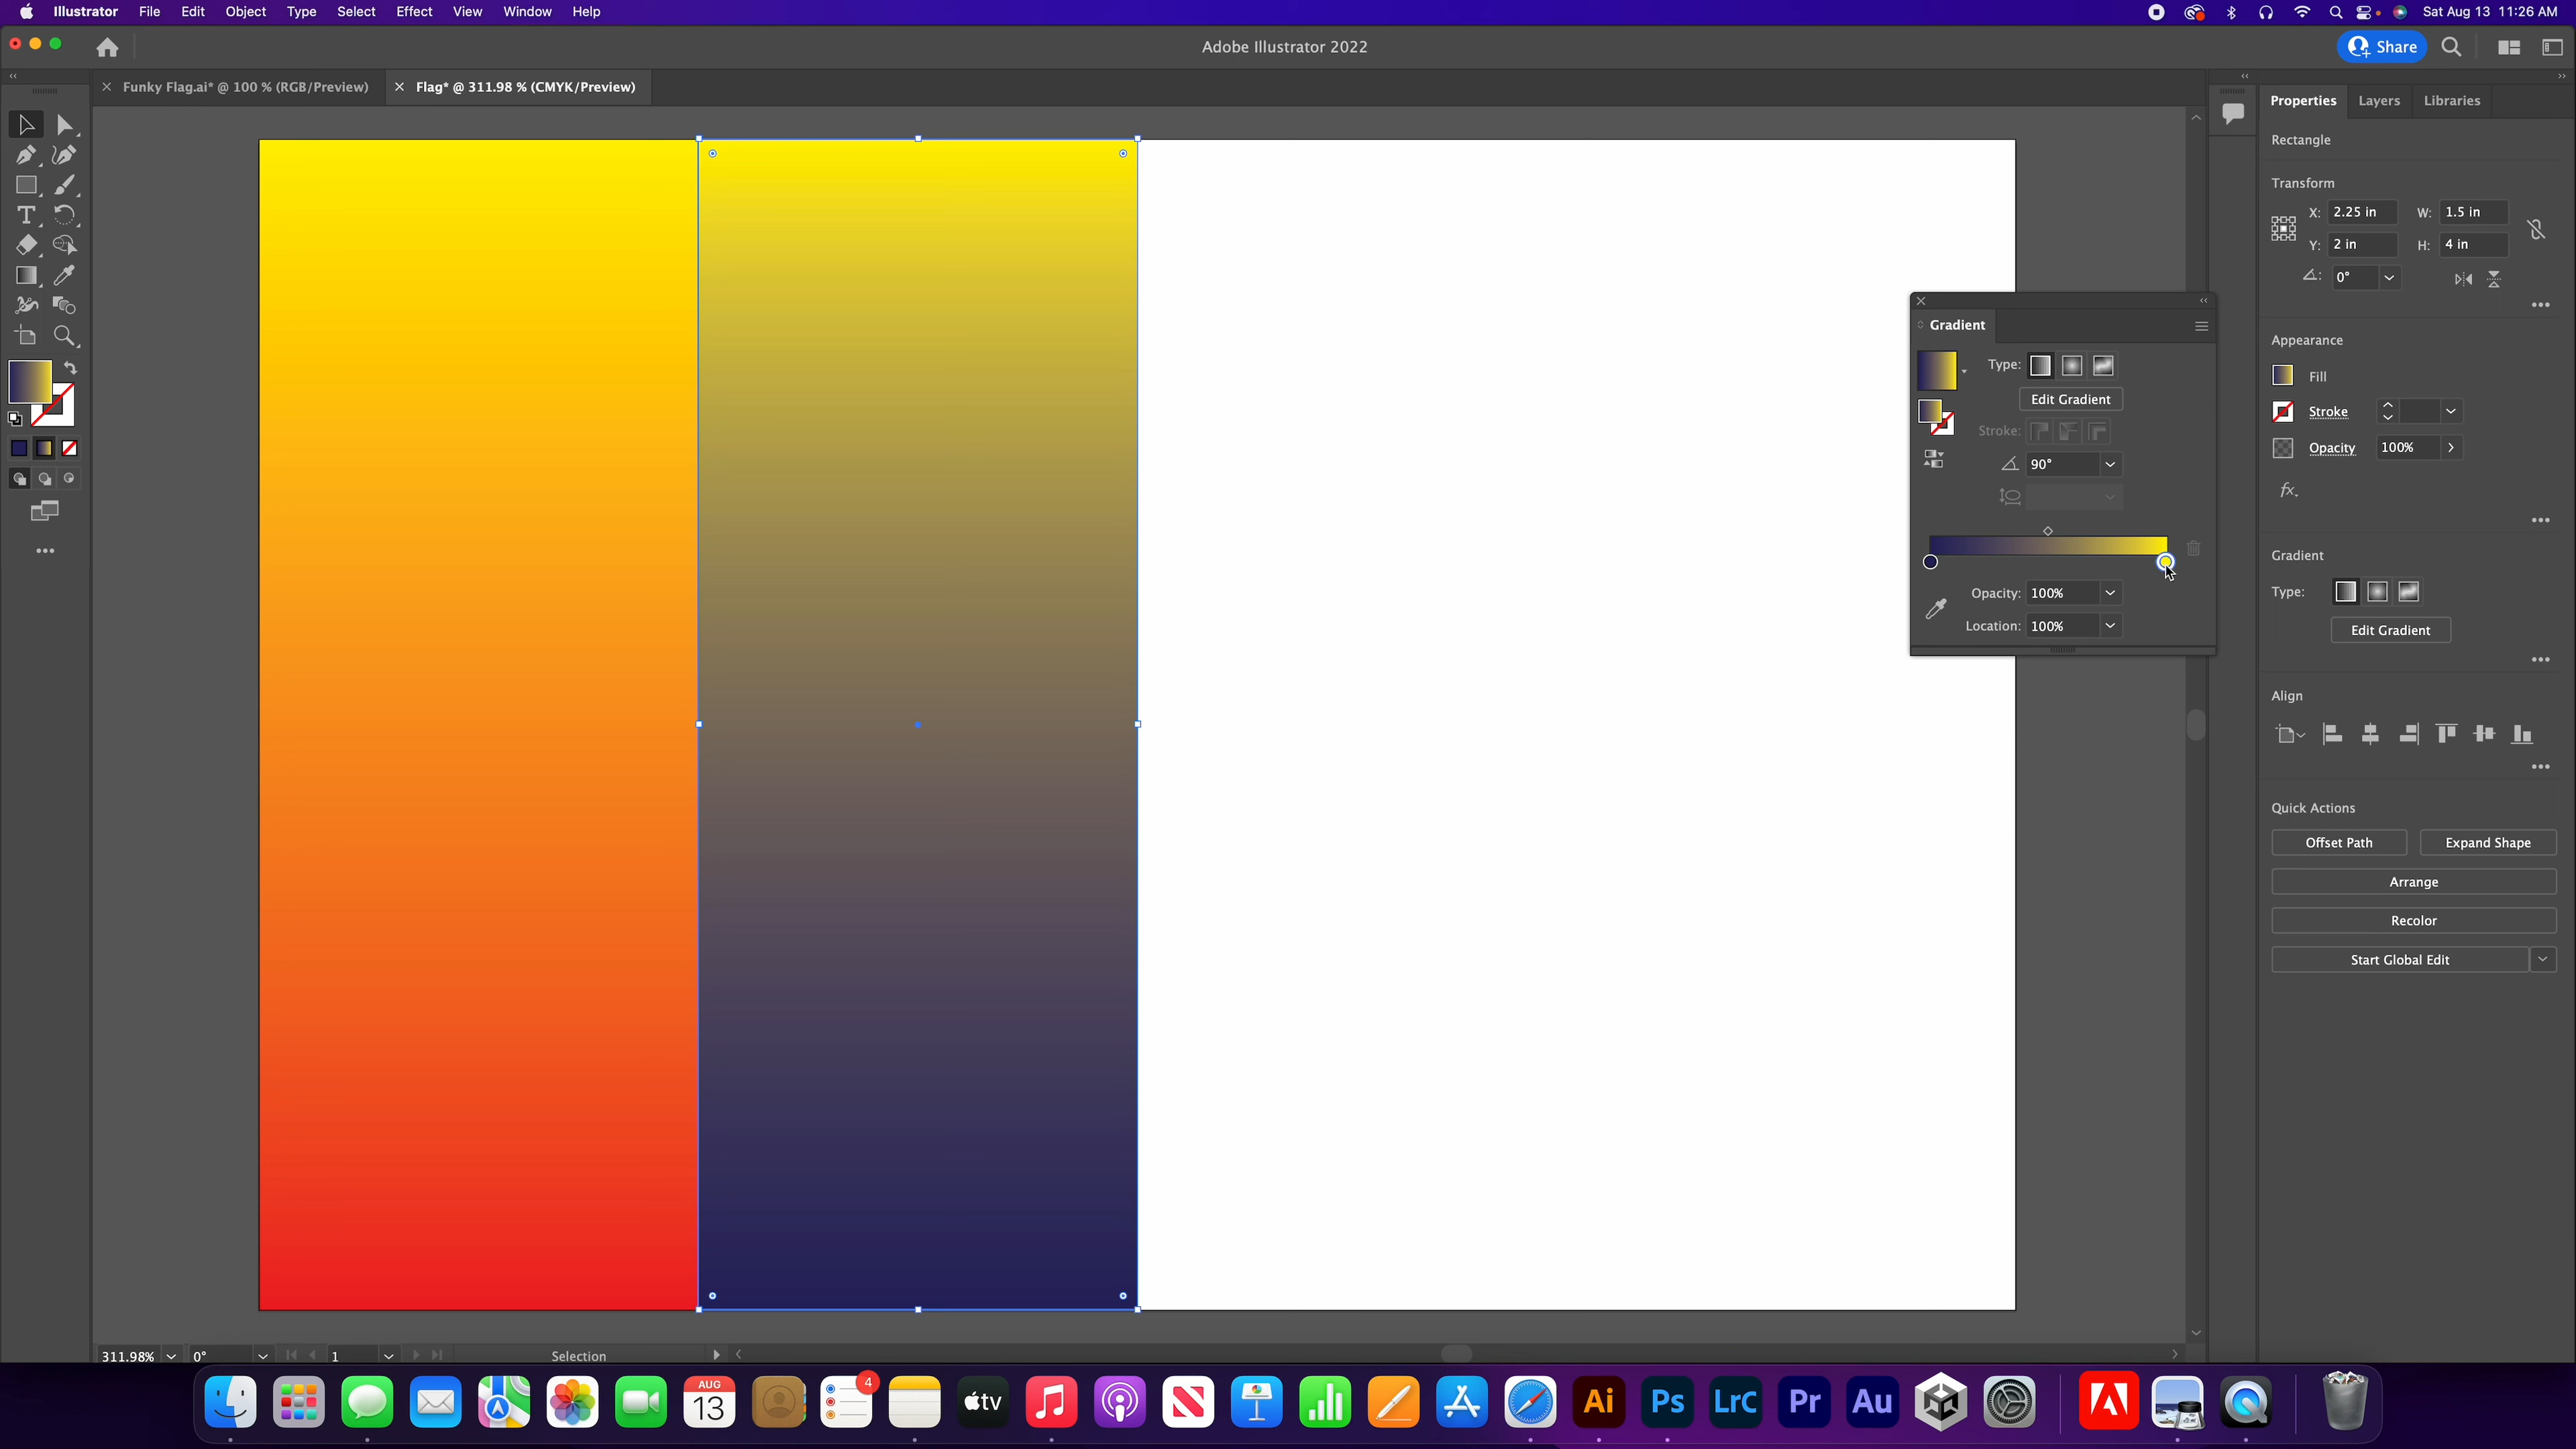 Illustrator File Edit Object Type Select Effect View Window Help
Sat Aug 13 11:26 AM
Adobe Illustrator 2022
Share
Funky Flag.ai* @ 100 % (RGB/Preview)
Flag* @ 311.98 % (CMYK/Preview)
Properties Layers Libraries
Rectangle
Transform
X: 2.25 in W: 1.5 in
Y: 2 in H: 4 in
0°
Appearance
Fill
Stroke
Opacity 100%
fx.
Gradient
Type:
Edit Gradient
Align
Quick Actions
Offset Path Expand Shape
Arrange
Recolor
Start Global Edit
Gradient
Type:
Edit Gradient
Stroke:
90°
Opacity: 100%
Location: 100%
311.98% 0° 1 Selection
AUG
13
4
tv
Ai Ps LrC Pr Au